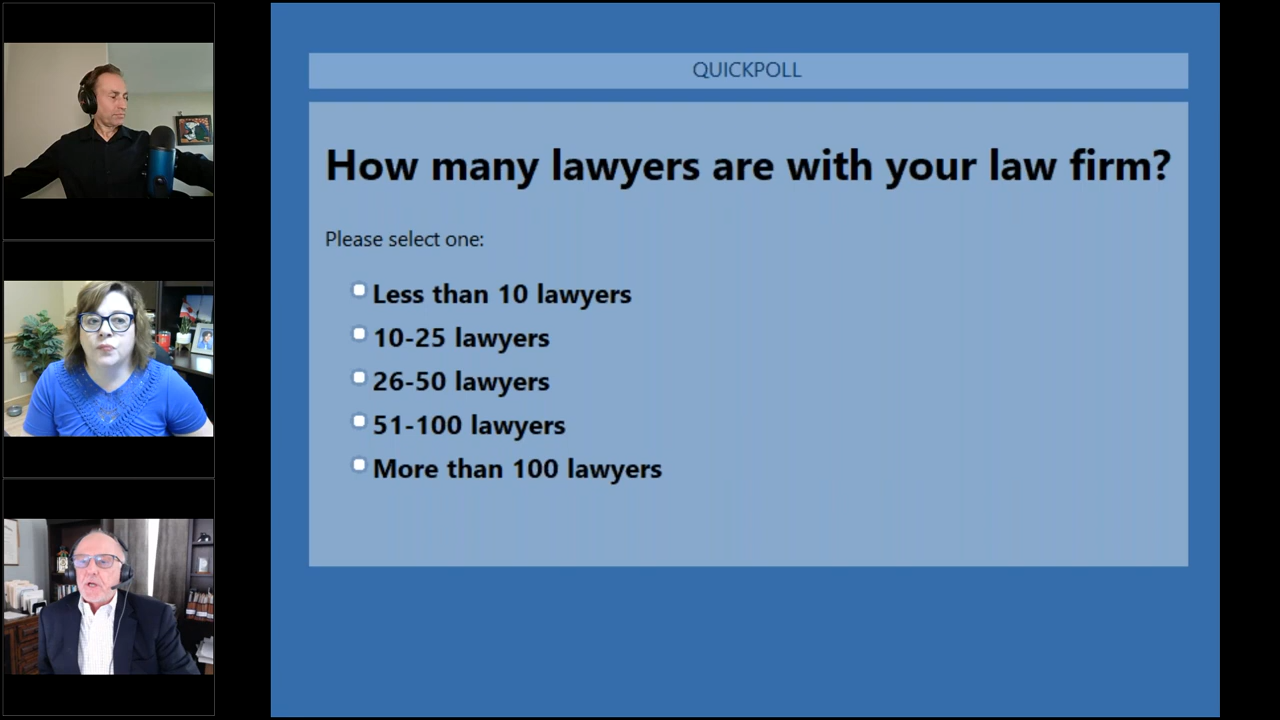 QUICKPOLL
How many lawyers are with your law firm?
Please select one:
Less than 10 lawyers
10-25 lawyers
26-50 lawyers
51-100 lawyers
More than 100 lawyers